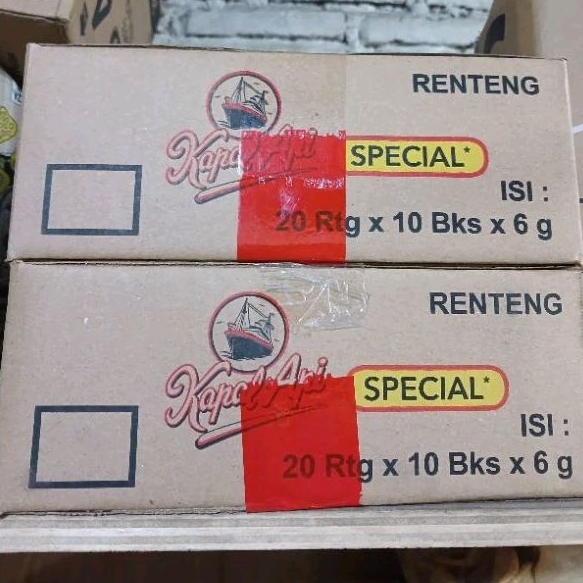 RENTENG
Kapal Api
SPECIAL*
ISI :
20 Rtg x 10 Bks x 6 g
RENTENG
Kapal Api
SPECIAL*
ISI :
20 Rtg x 10 Bks x 6 g